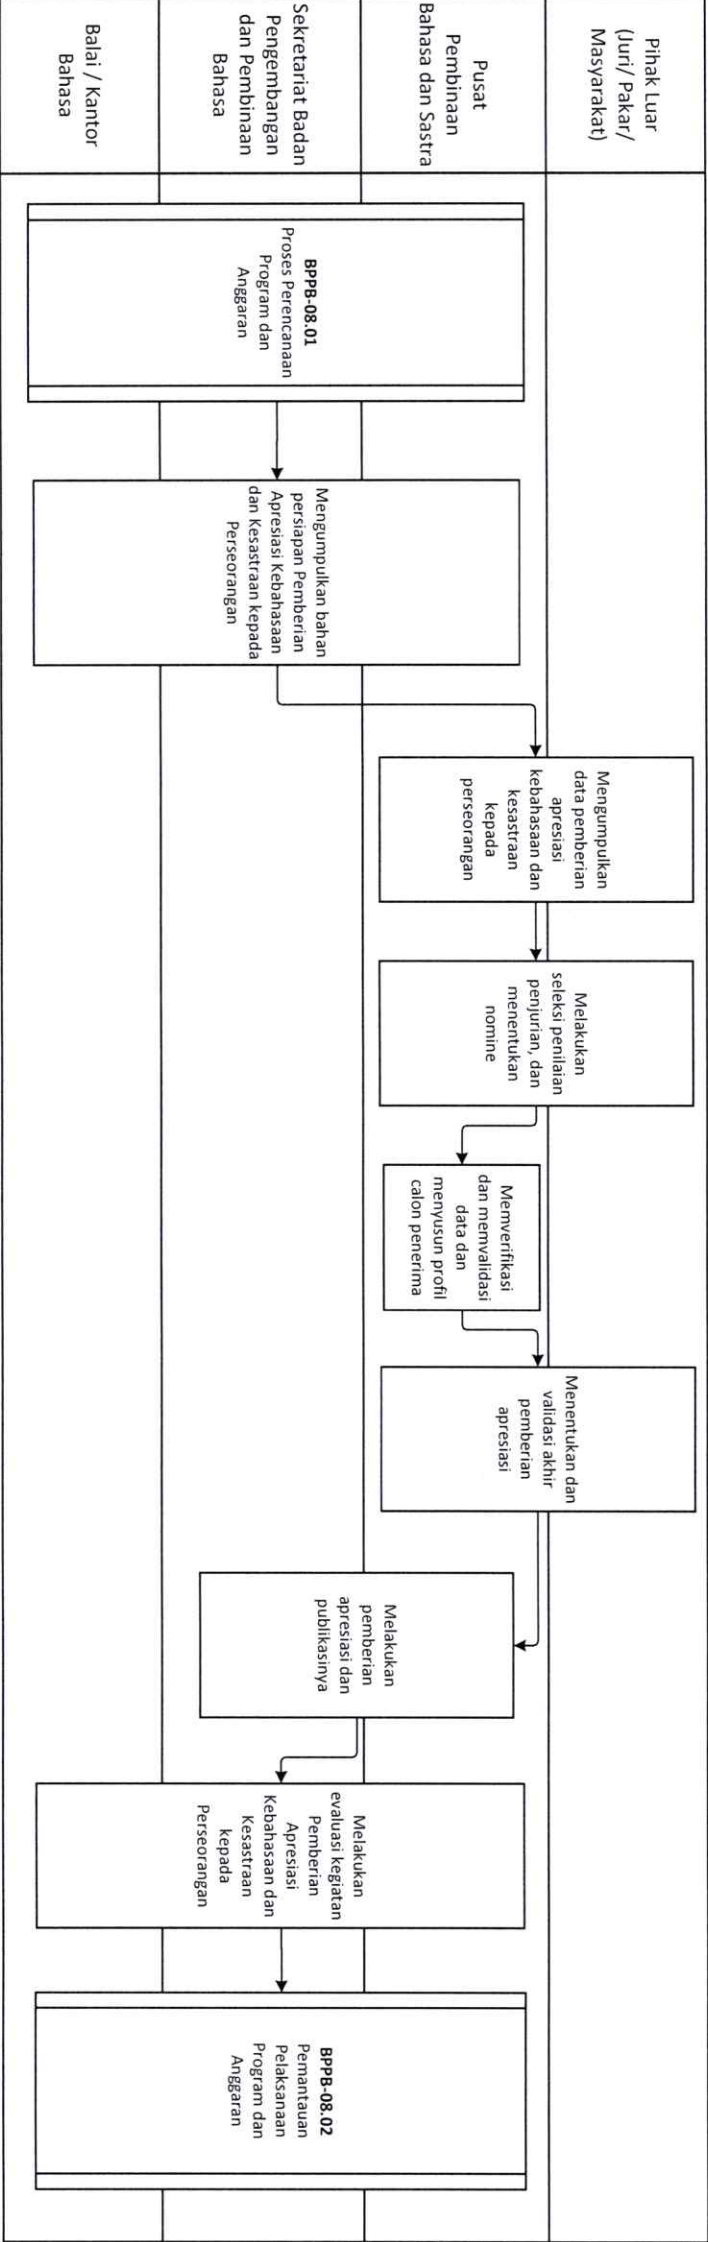 Pihak Luar
(Juri/ Pakar/
Masyarakat)
Pusat
Pembinaan
Bahasa dan Sastra
Sekretariat Badan
Pengembangan
dan Pembinaan
Bahasa
Balai / Kantor
Bahasa
BPPB-08.01
Proses Perencanaan
Program dan
Anggaran
Mengumpulkan bahan
persiapan Pemberian
Apresiasi Kebahasaan
dan Kesastraan kepada
Perseorangan
Mengumpulkan
data pemberian
apresiasi
kebahasaan dan
kesastraan
kepada
perseorangan
Melakukan
seleksi penilaian
penjurian, dan
menentukan
nomine
Memverifikasi
dan memvalidasi
data dan
menyusun profil
calon penerima
Menentukan dan
validasi akhir
pemberian
apresiasi
Melakukan
pemberian
apresiasi dan
publikasinya
Melakukan
evaluasi kegiatan
Pemberian
Apresiasi
Kebahasaan dan
Kesastraan
kepada
Perseorangan
BPPB-08.02
Pemantauan
Pelaksanaan
Program dan
Anggaran